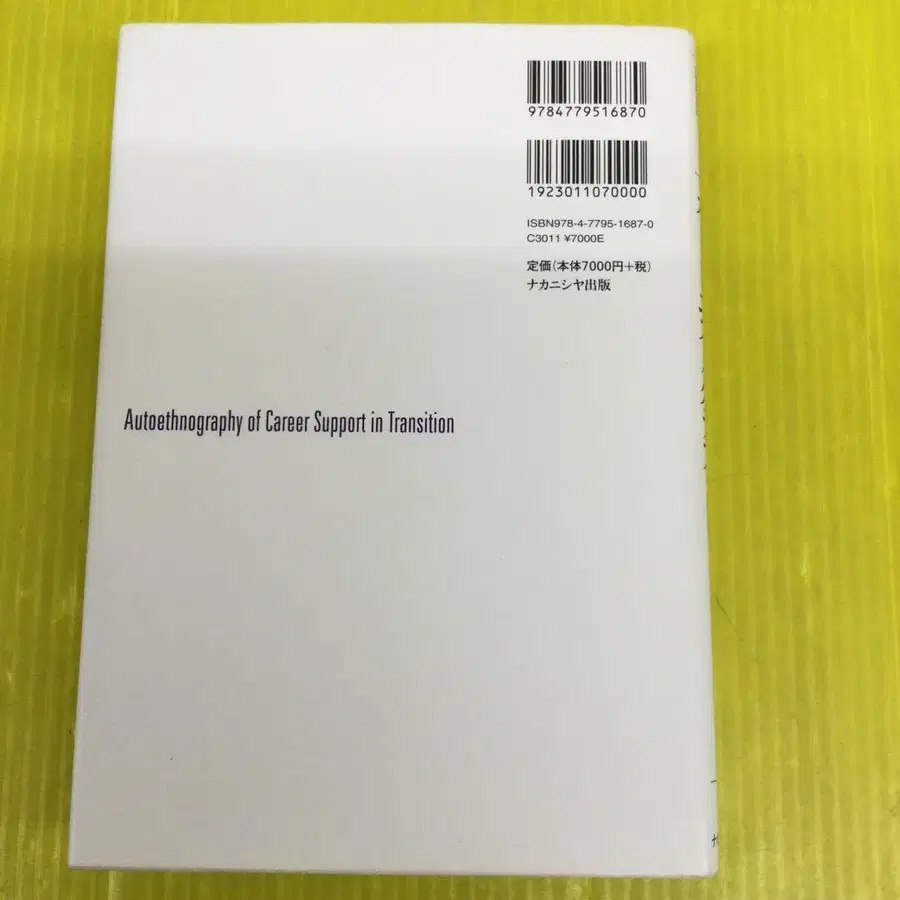 9784779516870
1923011070000
ISBN978-4-7795-1687-0
C3011 ¥7000E
定価(本体7000円+税)
ナカニシヤ出版
Autoethnography of Career Support in Transition